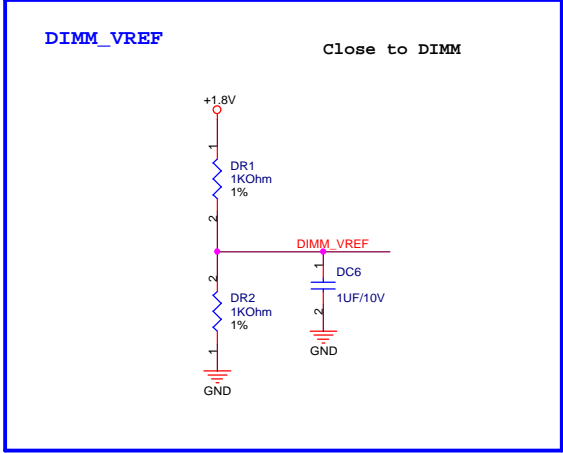 DIMM_VREF
Close to DIMM
+1.8V
1
DR1
1KOhm
1%
2
DIMM_VREF
2
DR2
1KOhm
1%
1
GND
1
DC6
1UF/10V
2
GND